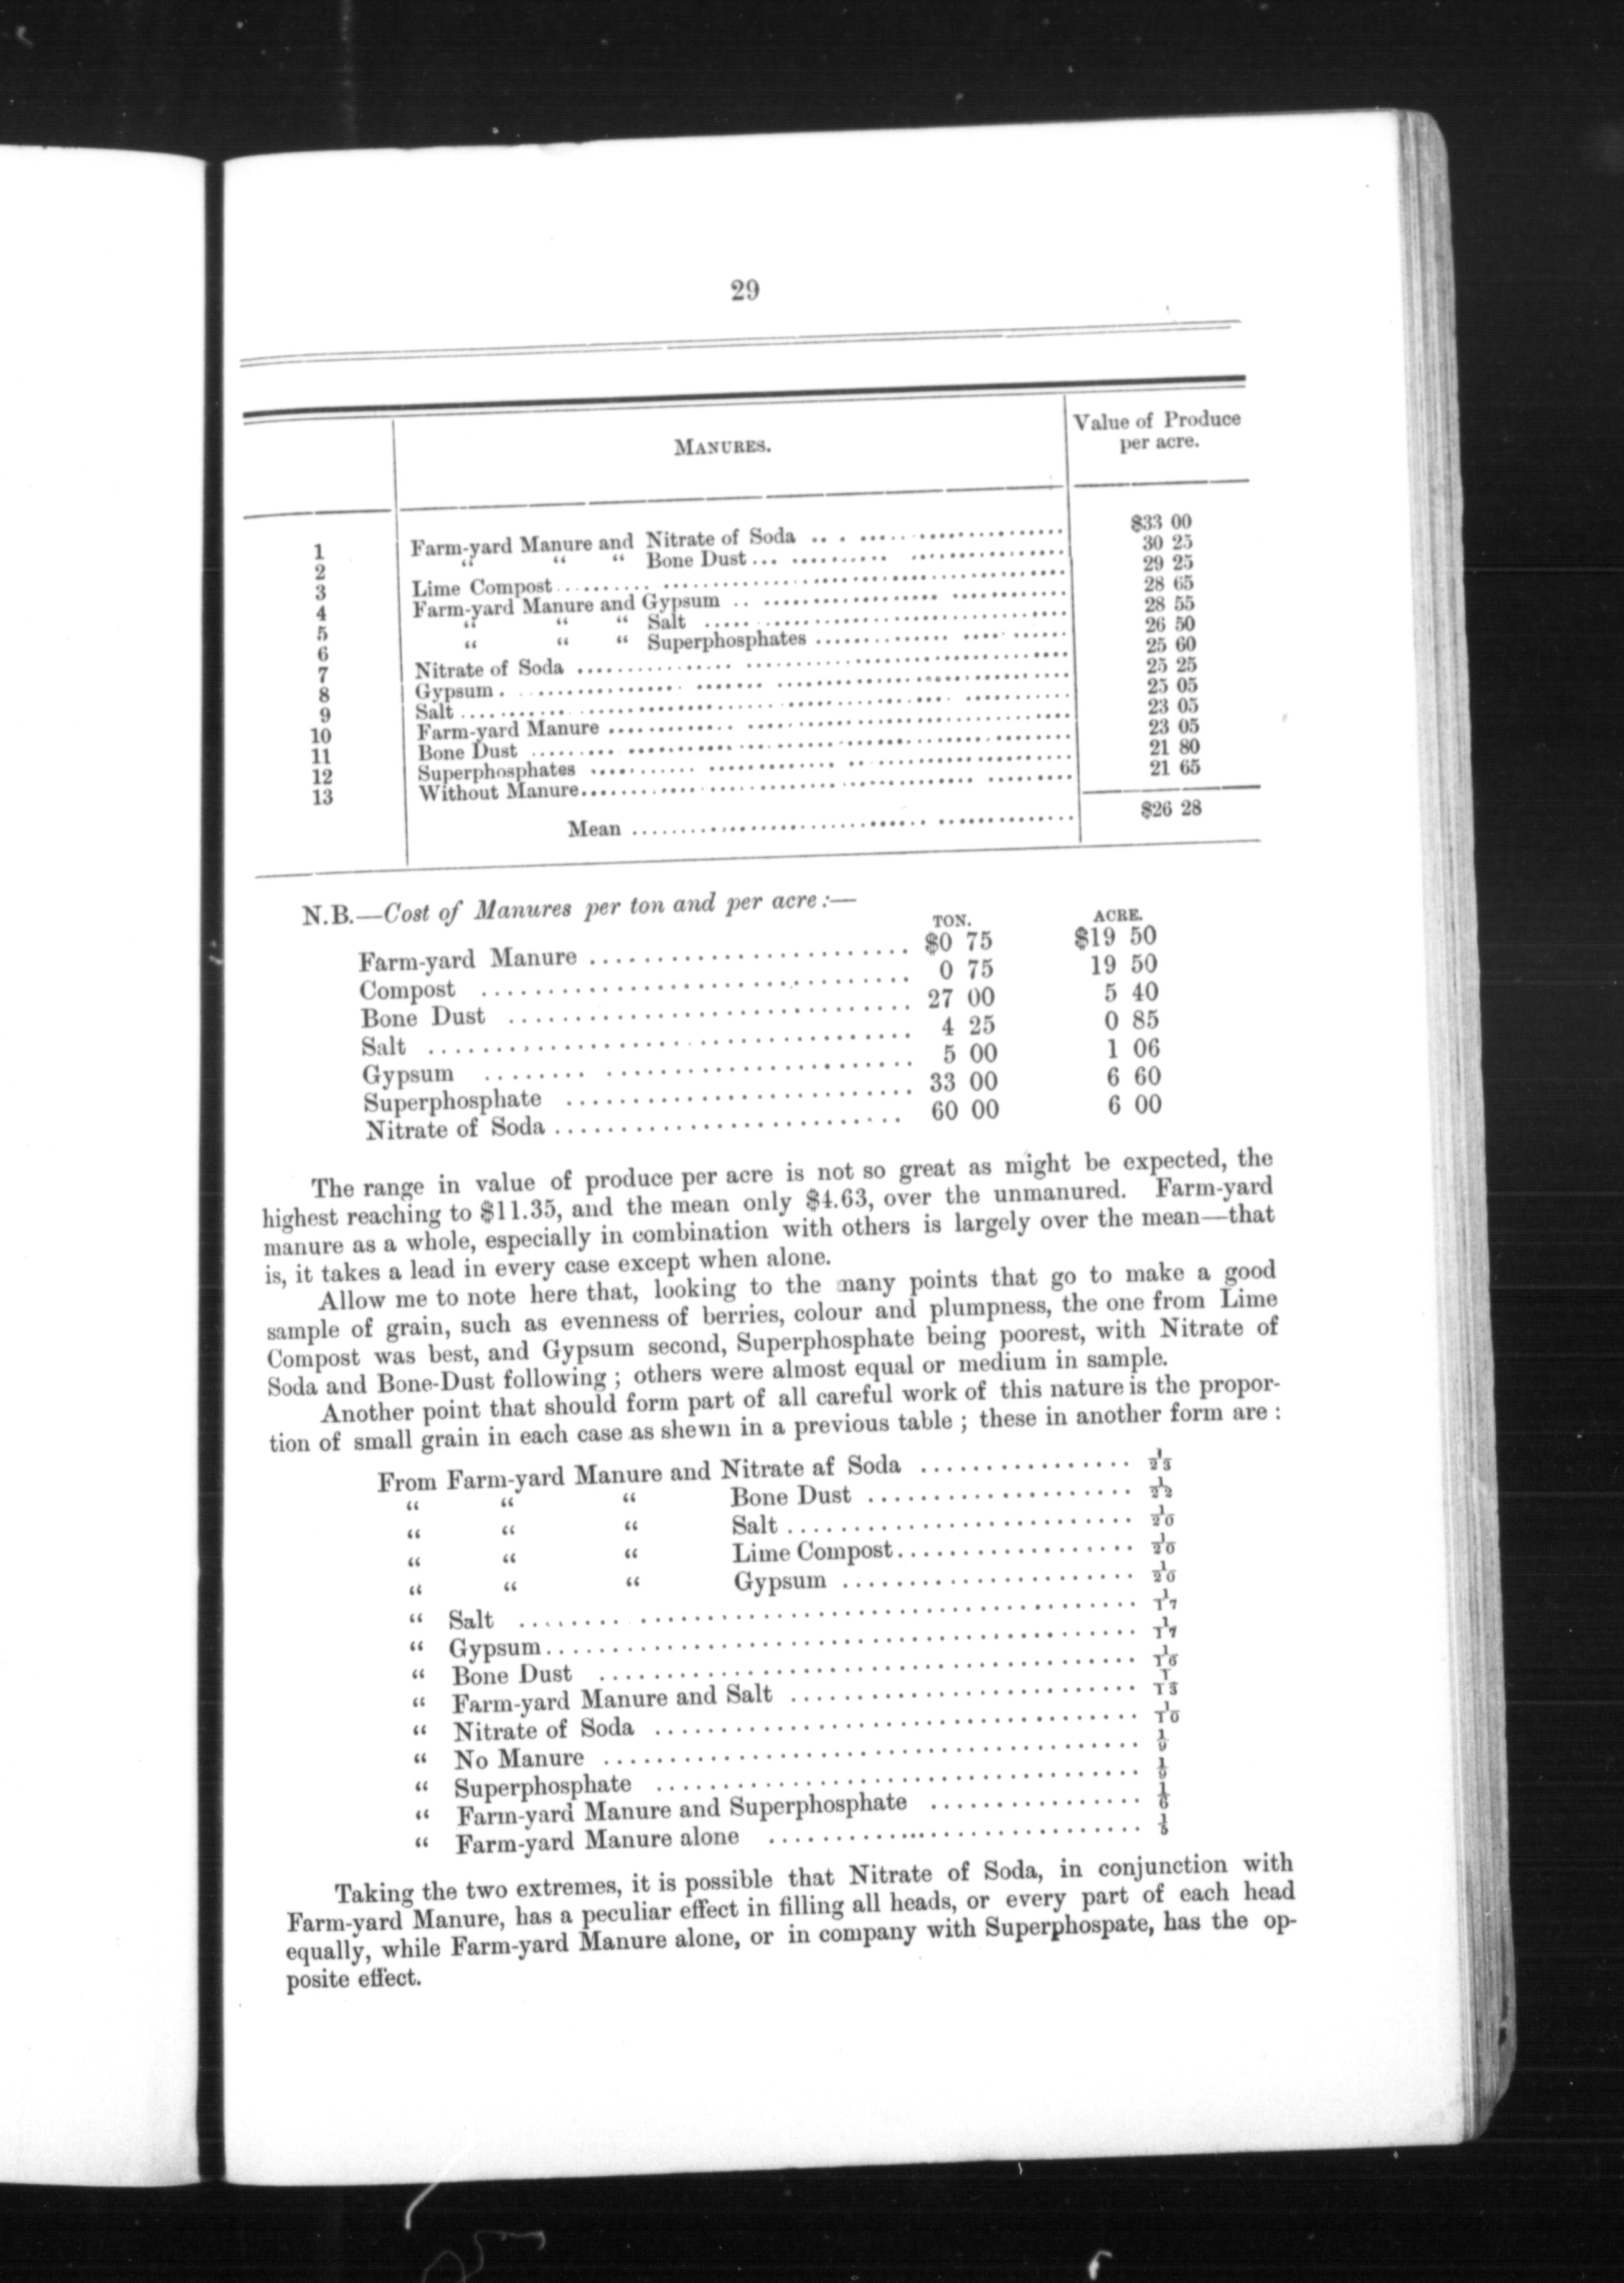 29
MANURES.
Value of Produce
per acre.
1 Farm-yard Manure and Nitrate of Soda $33 00
2 “ “ “ Bone Dust 30 25
3 Lime Compost 29 25
4 Farm-yard Manure and Gypsum 28 65
5 “ “ “ Salt 28 55
6 “ “ “ Superphosphates 26 50
7 Nitrate of Soda 25 60
8 Gypsum 25 25
9 Salt 25 05
10 Farm-yard Manure 23 05
11 Bone Dust 23 05
12 Superphosphates 21 80
13 Without Manure 21 65
Mean $26 28
N.B.—Cost of Manures per ton and per acre :—
TON. ACRE.
Farm-yard Manure $0 75 $19 50
Compost 0 75 19 50
Bone Dust 27 00 5 40
Salt 4 25 0 85
Gypsum 5 00 1 06
Superphosphate 33 00 6 60
Nitrate of Soda 60 00 6 00
The range in value of produce per acre is not so great as might be expected, the
highest reaching to $11.35, and the mean only $4.63, over the unmanured. Farm-yard
manure as a whole, especially in combination with others is largely over the mean—that
is, it takes a lead in every case except when alone.
Allow me to note here that, looking to the many points that go to make a good
sample of grain, such as evenness of berries, colour and plumpness, the one from Lime
Compost was best, and Gypsum second, Superphosphate being poorest, with Nitrate of
Soda and Bone-Dust following ; others were almost equal or medium in sample.
Another point that should form part of all careful work of this nature is the propor-
tion of small grain in each case as shewn in a previous table ; these in another form are :
From Farm-yard Manure and Nitrate af Soda 1/23
“ “ “ Bone Dust 1/22
“ “ “ Salt 1/20
“ “ “ Lime Compost 1/20
“ “ “ Gypsum 1/20
“ Salt 1/17
“ Gypsum 1/17
“ Bone Dust 1/16
“ Farm-yard Manure and Salt 1/13
“ Nitrate of Soda 1/10
“ No Manure 1/9
“ Superphosphate 1/9
“ Farm-yard Manure and Superphosphate 1/6
“ Farm-yard Manure alone 1/5
Taking the two extremes, it is possible that Nitrate of Soda, in conjunction with
Farm-yard Manure, has a peculiar effect in filling all heads, or every part of each head
equally, while Farm-yard Manure alone, or in company with Superphospate, has the op-
posite effect.